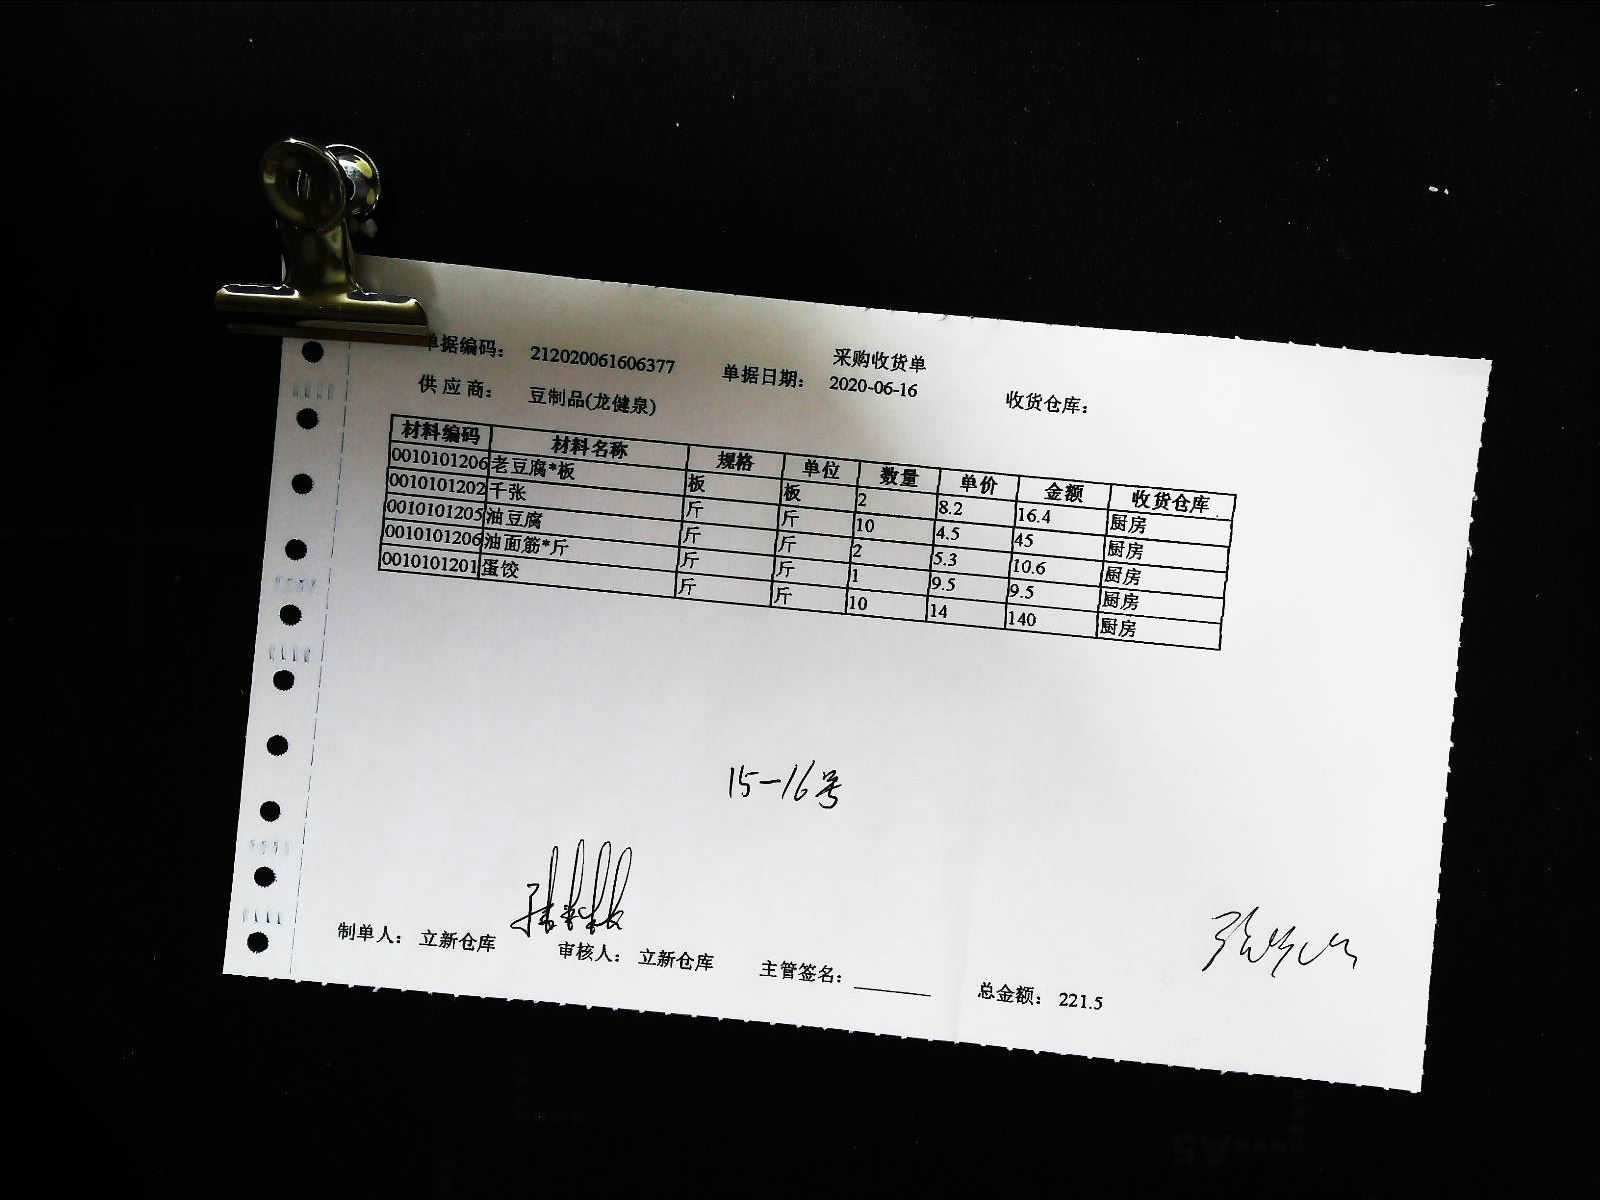 采购收货单
单据编码： 212020061606377 单据日期： 2020-06-16 收货仓库：
供应商： 豆制品(龙健泉)
材料编码 材料名称 规格 单位 数量 单价 金额 收货仓库
0010101206 老豆腐*板 板 板 2 8.2 16.4 厨房
0010101202 千张 斤 斤 10 4.5 45 厨房
0010101205 油豆腐 斤 斤 2 5.3 10.6 厨房
0010101206 油面筋*斤 斤 斤 1 9.5 9.5 厨房
0010101201 蛋饺 斤 斤 10 14 140 厨房
15-16号
制单人： 立新仓库 审核人： 立新仓库 主管签名： 总金额： 221.5